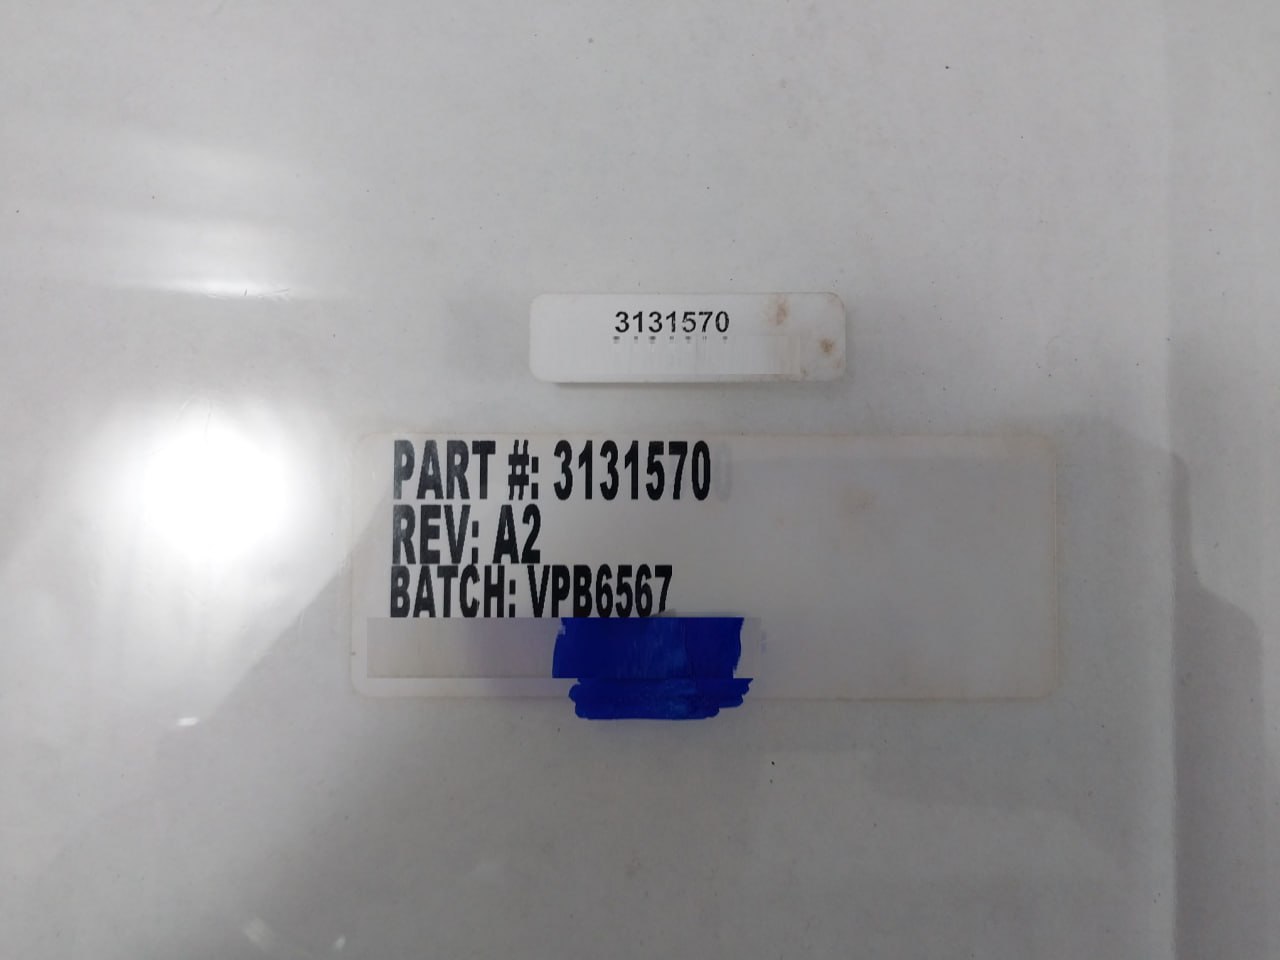 3131570
PART #: 3131570
REV: A2
BATCH: VPB6567